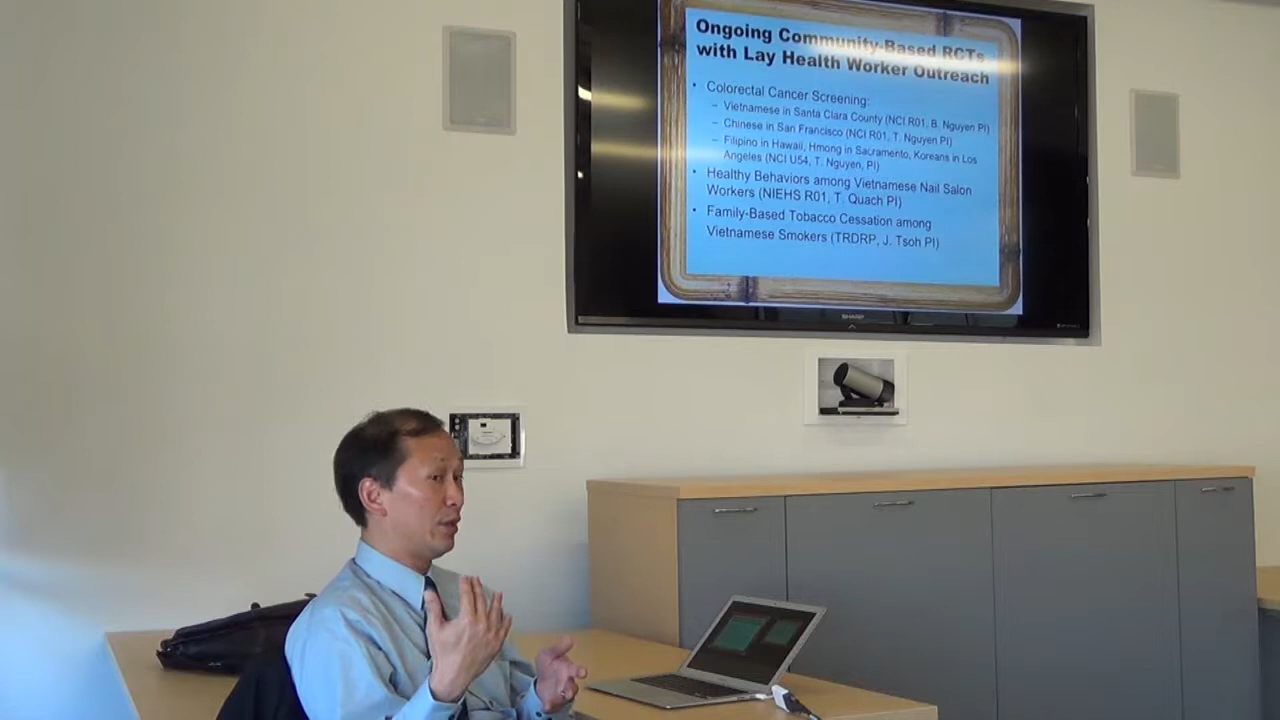 Ongoing Community-Based RCTs
with Lay Health Worker Outreach
• Colorectal Cancer Screening:
– Vietnamese in Santa Clara County (NCI R01, B. Nguyen PI)
– Chinese in San Francisco (NCI R01, T. Nguyen PI)
– Filipino in Hawaii, Hmong in Sacramento, Koreans in Los
Angeles (NCI U54, T. Nguyen, PI)
• Healthy Behaviors among Vietnamese Nail Salon
Workers (NIEHS R01, T. Quach PI)
• Family-Based Tobacco Cessation among
Vietnamese Smokers (TRDRP, J. Tsoh PI)
SHARP